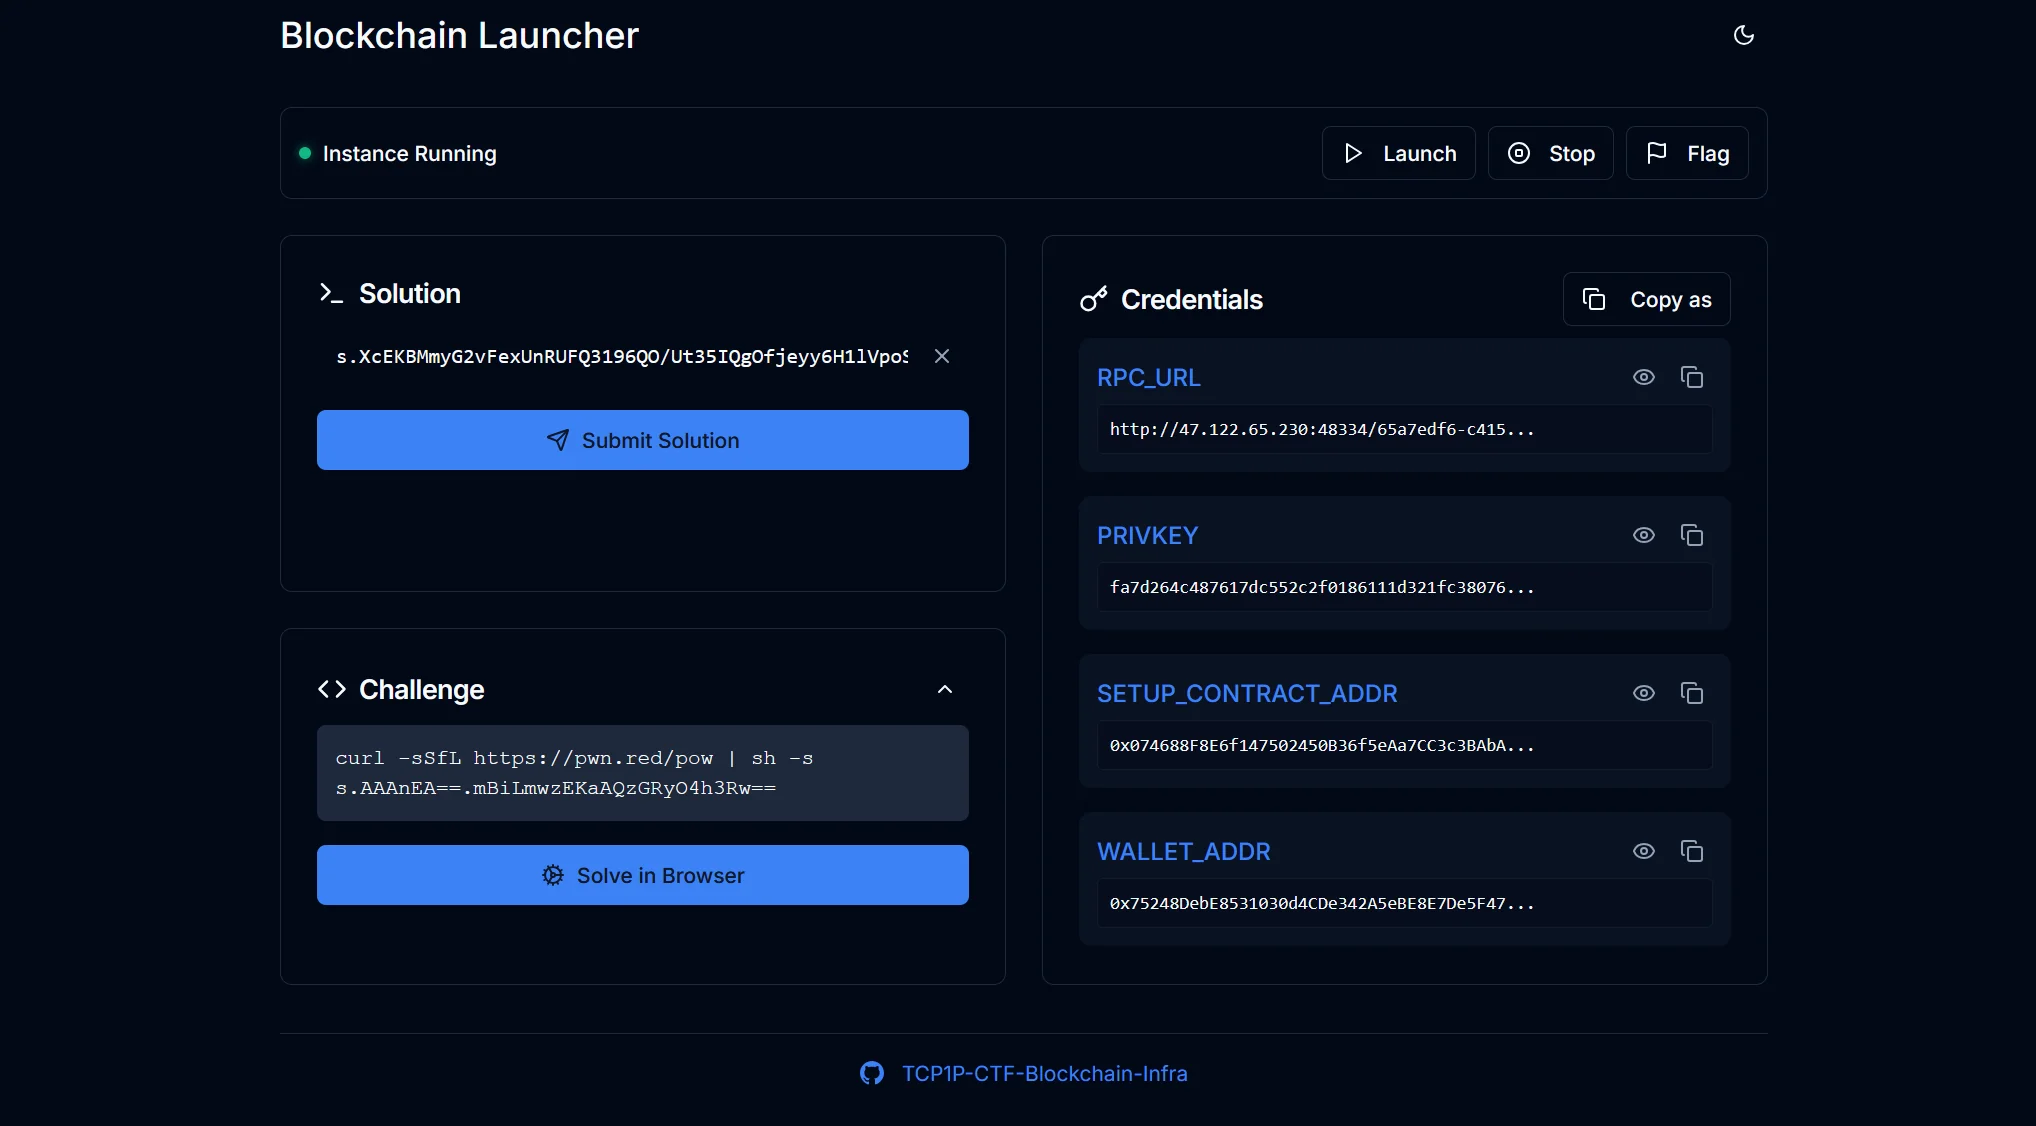 Blockchain Launcher
Instance Running
Launch
Stop
Flag
Solution
s.XcEKBMmyG2vFexUnRUFQ3196QO/Ut35IQgOfjeyy6H1lVpoS
Submit Solution
Challenge
curl -sSfL https://pwn.red/pow | sh -s
s.AAAnEA==.mBiLmwzEKaAQzGRyO4h3Rw==
Solve in Browser
Credentials
Copy as
RPC_URL
http://47.122.65.230:48334/65a7edf6-c415...
PRIVKEY
fa7d264c487617dc552c2f0186111d321fc38076...
SETUP_CONTRACT_ADDR
0x074688F8E6f147502450B36f5eAa7CC3c3BAbA...
WALLET_ADDR
0x75248DebE8531030d4CDe342A5eBE8E7De5F47...
TCP1P-CTF-Blockchain-Infra